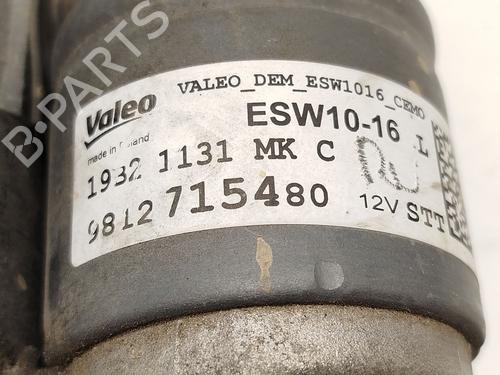 B-PARTS
VALEO_DEM_ESW1016_CEMO
Valeo
ESW10-16 L
made in Poland
1932 1131 MK C
9812715480
12V STT